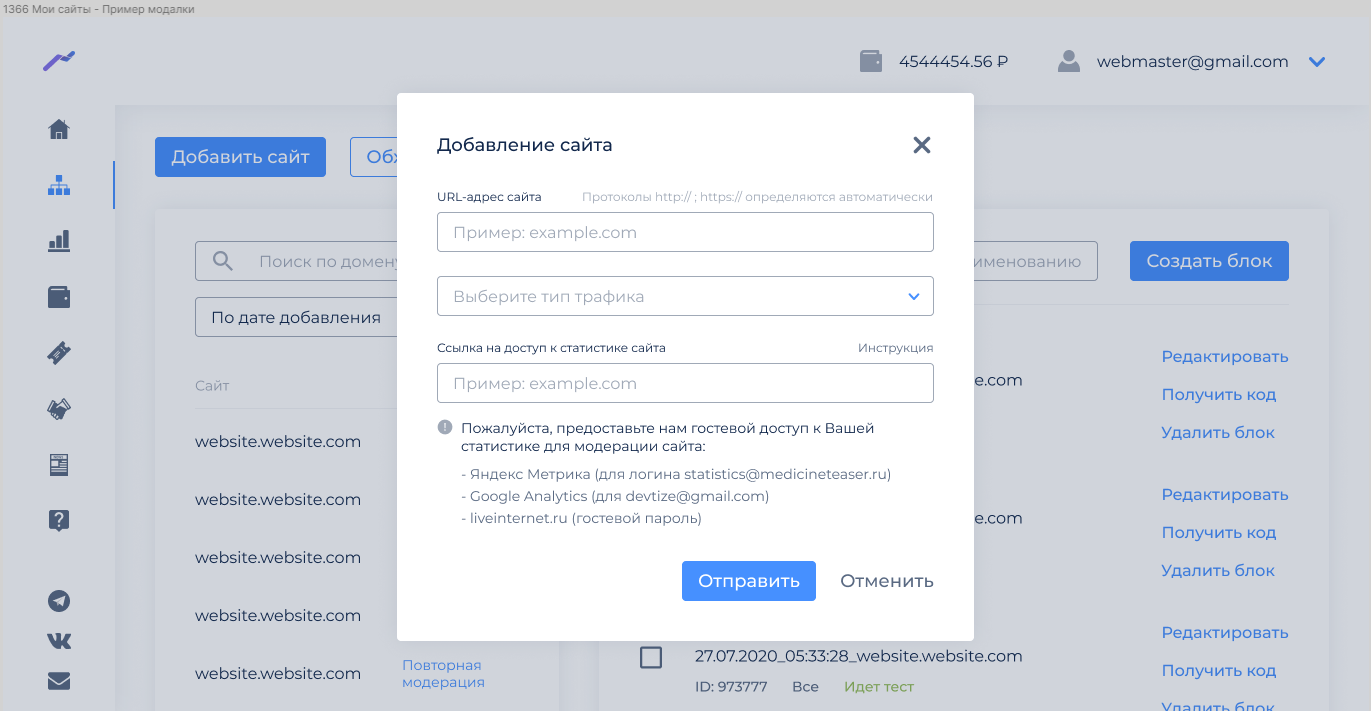 1366 Мои сайты - Пример модалки
4544454.56 ₽
webmaster@gmail.com
Добавить сайт
Поиск по домену
По дате добавления
Сайт
website.website.com
website.website.com
website.website.com
website.website.com
website.website.com
Повторная
модерация
Добавление сайта
URL-адрес сайта
Протоколы http:// ; https:// определяются автоматически
Пример: example.com
Выберите тип трафика
Ссылка на доступ к статистике сайта
Инструкция
Пример: example.com
Пожалуйста, предоставьте нам гостевой доступ к Вашей
статистике для модерации сайта:
- Яндекс Метрика (для логина statistics@medicineteaser.ru)
- Google Analytics (для devtize@gmail.com)
- liveinternet.ru (гостевой пароль)
Отправить
Отменить
именованию
Создать блок
e.com
Редактировать
Получить код
Удалить блок
e.com
Редактировать
Получить код
Удалить блок
27.07.2020_05:33:28_website.website.com
ID: 973777
Все
Идет тест
Редактировать
Получить код
Удалить блок